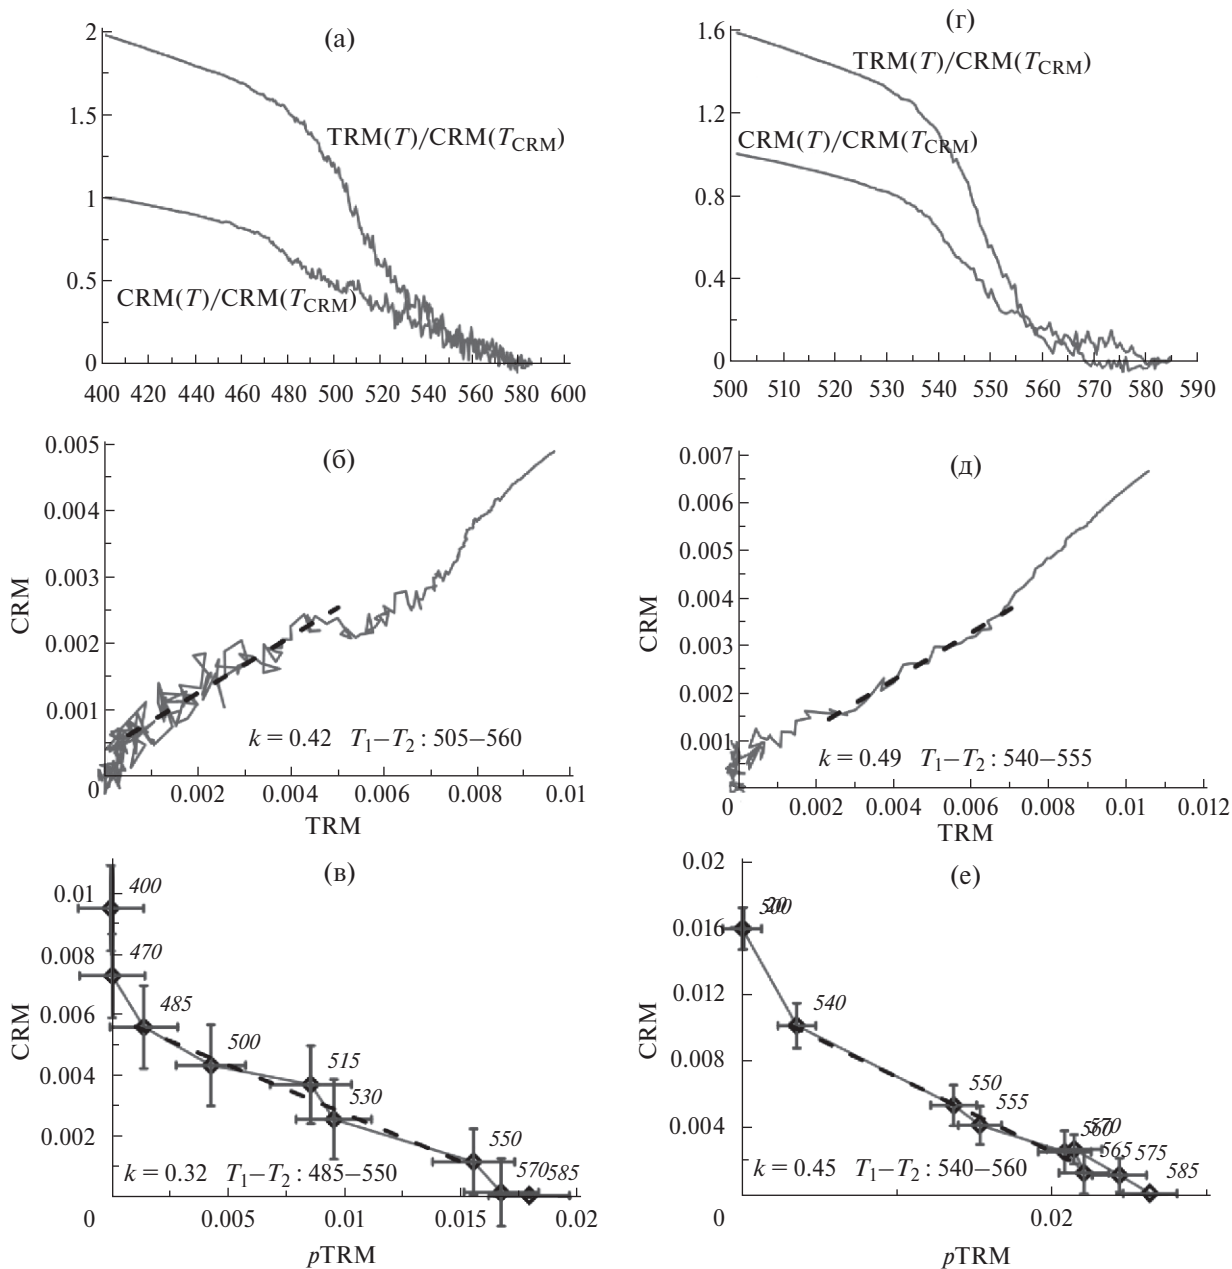 (а)
2
1.5
1
0.5
0
TRM(T)/CRM(T_CRM)
CRM(T)/CRM(T_CRM)
400 420 440 460 480 500 520 540 560 580 600
(г)
1.6
1.2
0.8
0.4
0
TRM(T)/CRM(T_CRM)
CRM(T)/CRM(T_CRM)
500 510 520 530 540 550 560 570 580 590
(б)
0.005
0.004
0.003
0.002
0.001
CRM
k = 0.42 T₁–T₂ : 505–560
0 0.002 0.004 0.006 0.008 0.01
TRM
(д)
0.007
0.006
0.005
0.004
0.003
0.002
0.001
CRM
k = 0.49 T₁–T₂ : 540–555
0 0.002 0.004 0.006 0.008 0.01 0.012
TRM
(в)
0.01
0.008
0.006
0.004
0.002
CRM
400
470
485
500
515
530
550
570 585
k = 0.32 T₁–T₂ : 485–550
0 0.005 0.01 0.015 0.02
pTRM
(е)
0.02
0.016
0.012
0.008
0.004
0
CRM
20
500
540
550
555
570
560
565 575
585
k = 0.45 T₁–T₂ : 540–560
0 0.02
pTRM